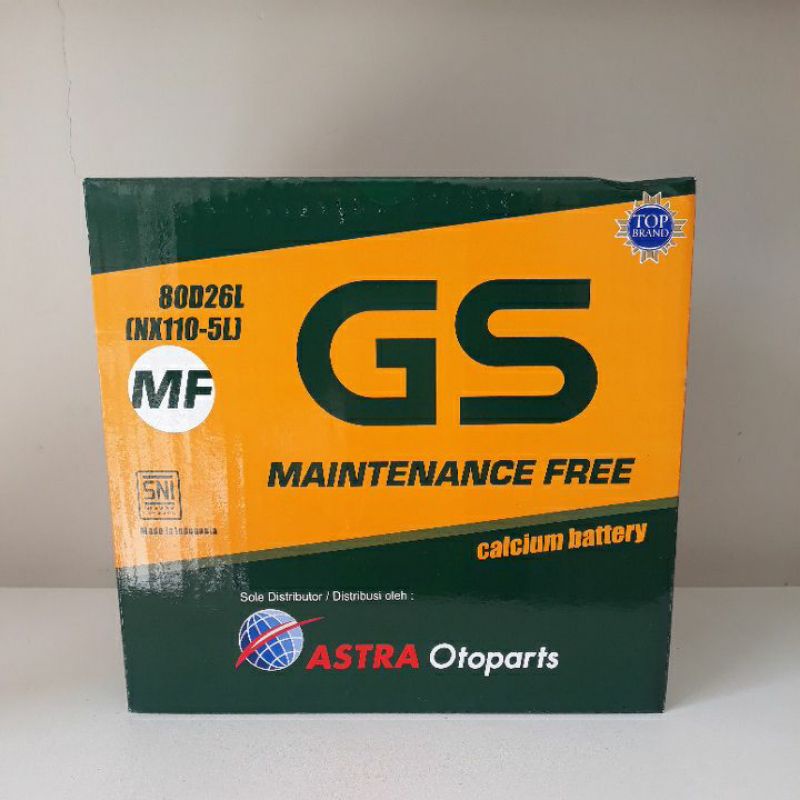 TOP
BRAND
80D26L
(NX110-5L)
MF
GS
MAINTENANCE FREE
SNI
Made in Indonesia
calcium battery
Sole Distributor / Distribusi oleh :
ASTRA Otoparts